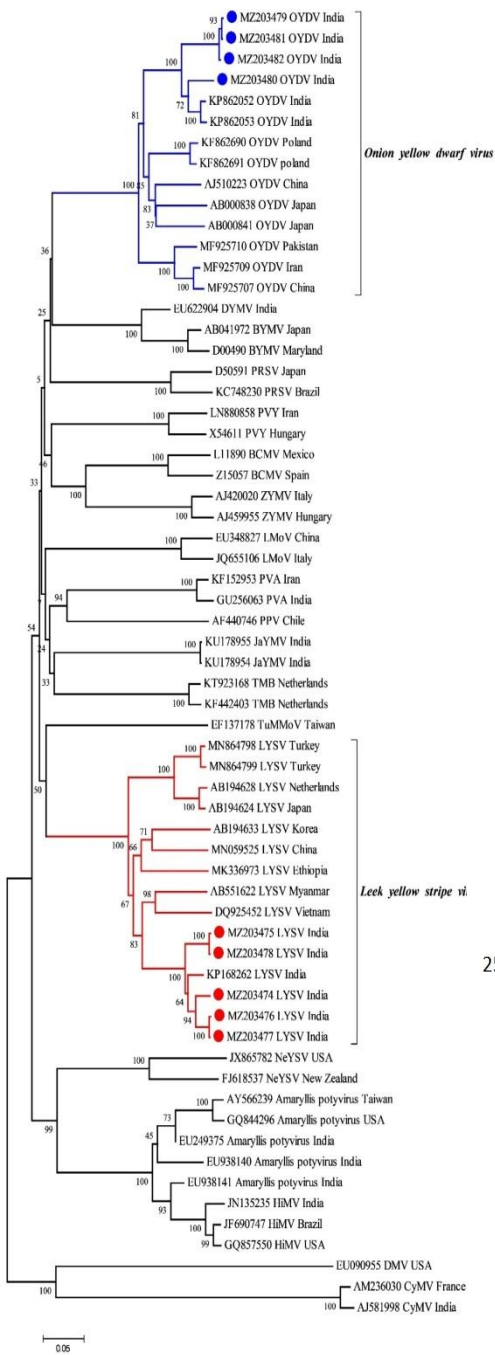 93
MZ203479 OYDV India
100
MZ203481 OYDV India
MZ203482 OYDV India
100
MZ203480 OYDV India
72
KP862052 OYDV India
100
KP862053 OYDV India
81
KF862690 OYDV Poland
100
KF862691 OYDV poland
Onion yellow dwarf virus
100
AJ510223 OYDV China
83
AB000838 OYDV Japan
37
AB000841 OYDV Japan
MF925710 OYDV Pakistan
100
MF925709 OYDV Iran
100
MF925707 OYDV China
36
EU622904 DYMV India
25
100
AB041972 BYMV Japan
100
D00490 BYMV Maryland
5
D50591 PRSV Japan
100
KC748230 PRSV Brazil
LN880858 PVY Iran
100
X54611 PVY Hungary
46
L11890 BCMV Mexico
33
100
Z15057 BCMV Spain
100
AJ420020 ZYMV Italy
100
AJ459955 ZYMV Hungary
EU348827 LMoV China
100
JQ655106 LMoV Italy
KF152953 PVA Iran
94
100
GU256063 PVA India
AF440746 PPV Chile
54
KU178955 JaYMV India
24
100
KU178954 JaYMV India
33
KT923168 TMB Netherlands
100
KF442403 TMB Netherlands
EF137178 TuMMoV Taiwan
MN864798 LYSV Turkey
100
MN864799 LYSV Turkey
100
50
AB194628 LYSV Netherlands
100
AB194624 LYSV Japan
71
AB194633 LYSV Korea
100
66
MN059525 LYSV China
MK336973 LYSV Ethiopia
67
98
AB551622 LYSV Myanmar
Leek yellow stripe vi
DQ925452 LYSV Vietnam
83
MZ203475 LYSV India
100
MZ203478 LYSV India
25
100
KP168262 LYSV India
64
MZ203474 LYSV India
94
MZ203476 LYSV India
100
MZ203477 LYSV India
JX865782 NeYSV USA
100
FJ618537 NeYSV New Zealand
AY566239 Amaryllis potyvirus Taiwan
100
73
GQ844296 Amaryllis potyvirus USA
99
45
EU249375 Amaryllis potyvirus India
EU938140 Amaryllis potyvirus India
100
EU938141 Amaryllis potyvirus India
93
JN135235 HiMV India
100
JF690747 HiMV Brazil
99
GQ857550 HiMV USA
EU090955 DMV USA
100
AM236030 CyMV France
100
AJ581998 CyMV India
0.05